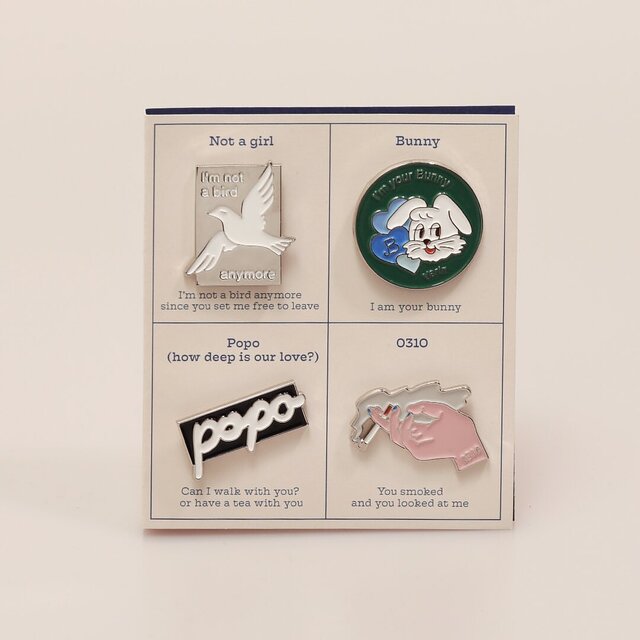 Not a girl
I'm not
a bird
anymore
I'm not a bird anymore
since you set me free to leave
Bunny
I'm your Bunny
B
I am your bunny
Popo
(how deep is our love?)
popo
Can I walk with you?
or have a tea with you
0310
You smoked
and you looked at me